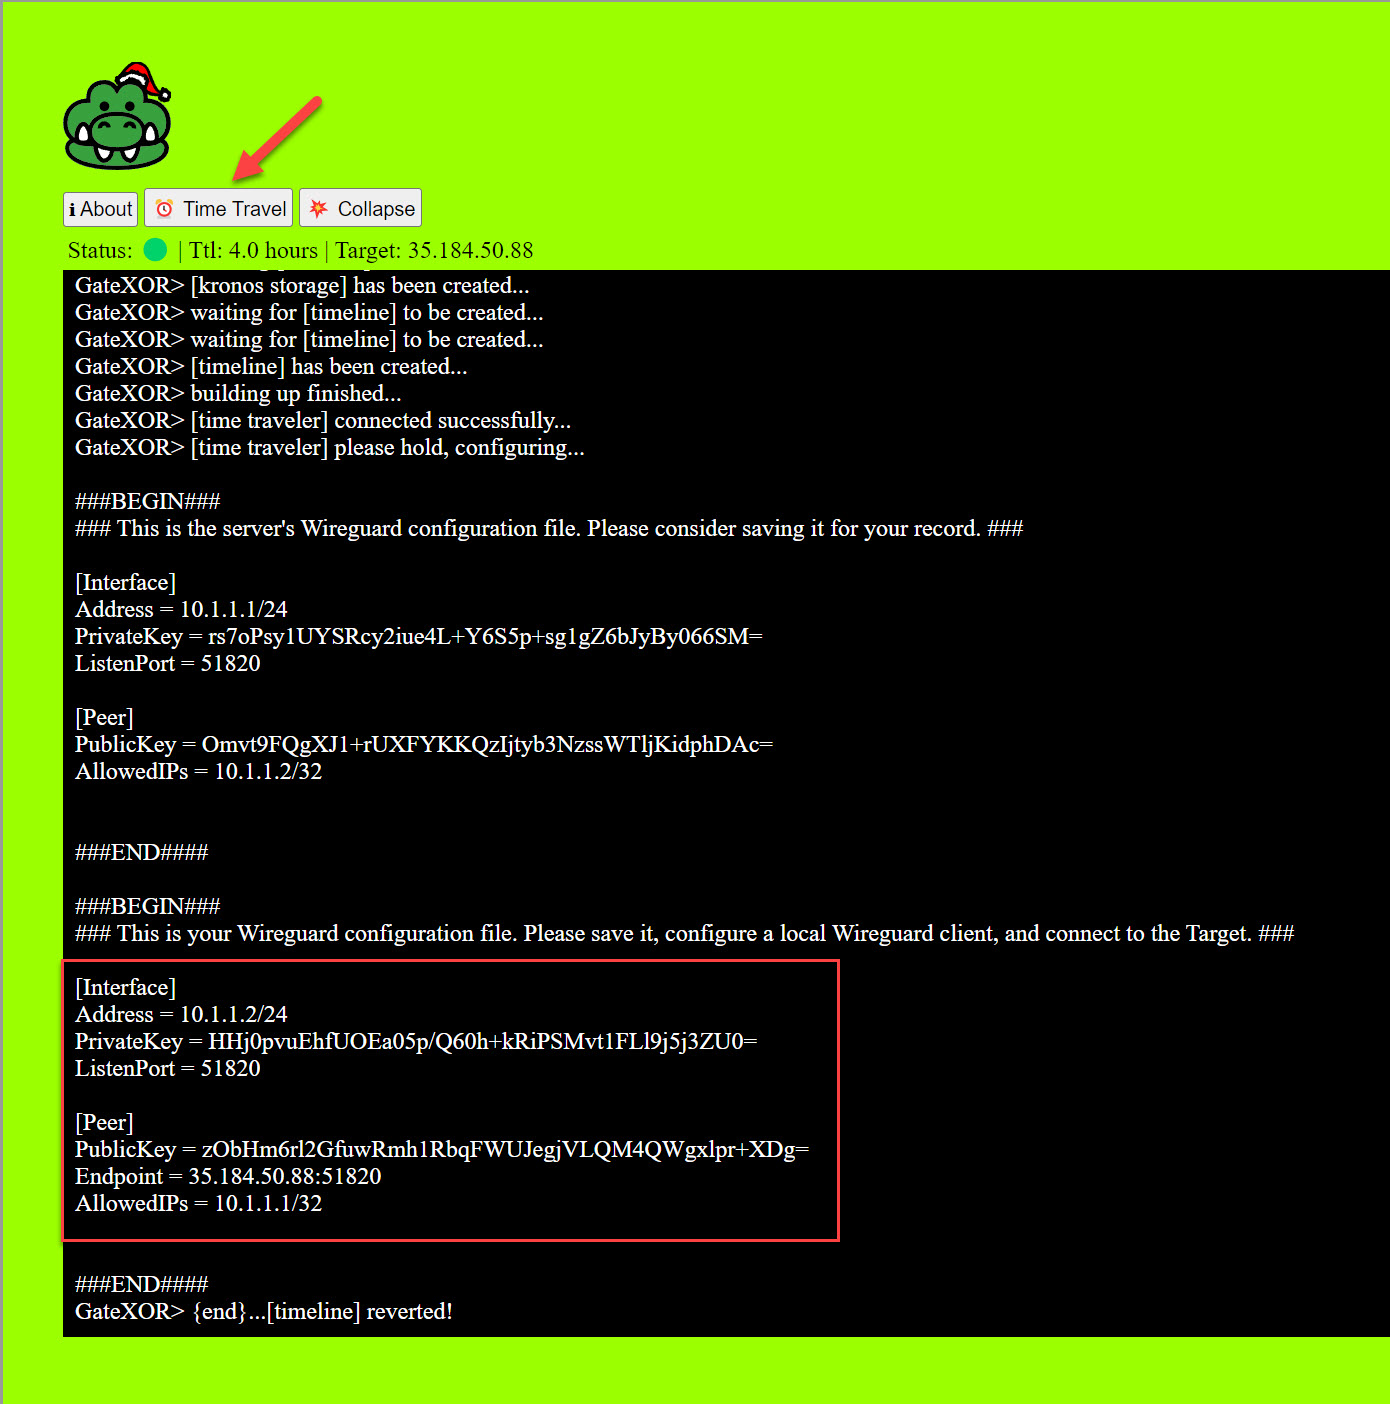 i About
Time Travel
Collapse
Status: | Ttl: 4.0 hours | Target: 35.184.50.88
GateXOR> [kronos storage] has been created...
GateXOR> waiting for [timeline] to be created...
GateXOR> waiting for [timeline] to be created...
GateXOR> [timeline] has been created...
GateXOR> building up finished...
GateXOR> [time traveler] connected successfully...
GateXOR> [time traveler] please hold, configuring...
###BEGIN###
### This is the server's Wireguard configuration file. Please consider saving it for your record. ###
[Interface]
Address = 10.1.1.1/24
PrivateKey = rs7oPsy1UYSRcy2iue4L+Y6S5p+sg1gZ6bJyBy066SM=
ListenPort = 51820
[Peer]
PublicKey = Omvt9FQgXJ1+rUXFYKKQzIjtyb3NzssWTljKidphDAc=
AllowedIPs = 10.1.1.2/32
###END####
###BEGIN###
### This is your Wireguard configuration file. Please save it, configure a local Wireguard client, and connect to the Target. ###
[Interface]
Address = 10.1.1.2/24
PrivateKey = HHj0pvuEhfUOEa05p/Q60h+kRiPSMvt1FLl9j5j3ZU0=
ListenPort = 51820
[Peer]
PublicKey = zObHm6rl2GfuwRmh1RbqFWUJegjVLQM4QWgxlpr+XDg=
Endpoint = 35.184.50.88:51820
AllowedIPs = 10.1.1.1/32
###END####
GateXOR> {end}...[timeline] reverted!